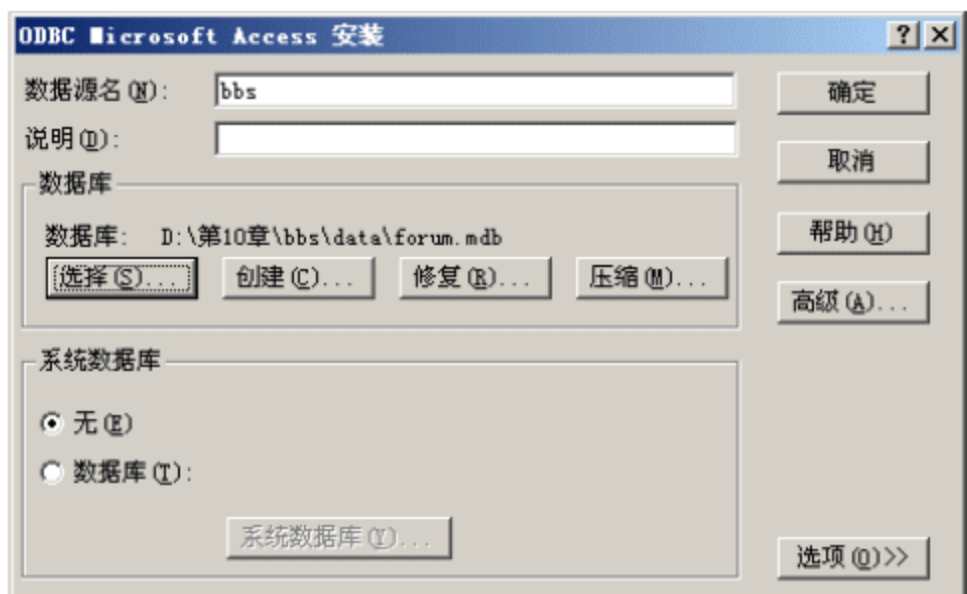 ODBC Microsoft Access 安装
数据源名(N): bbs
确定
说明(D):
取消
数据库
数据库: D:\第10章\bbs\data\forum.mdb
帮助(H)
选择(S)... 创建(C)... 修复(R)... 压缩(M)...
高级(A)...
系统数据库
无(E)
数据库(T):
系统数据库(Y)...
选项(O)>>